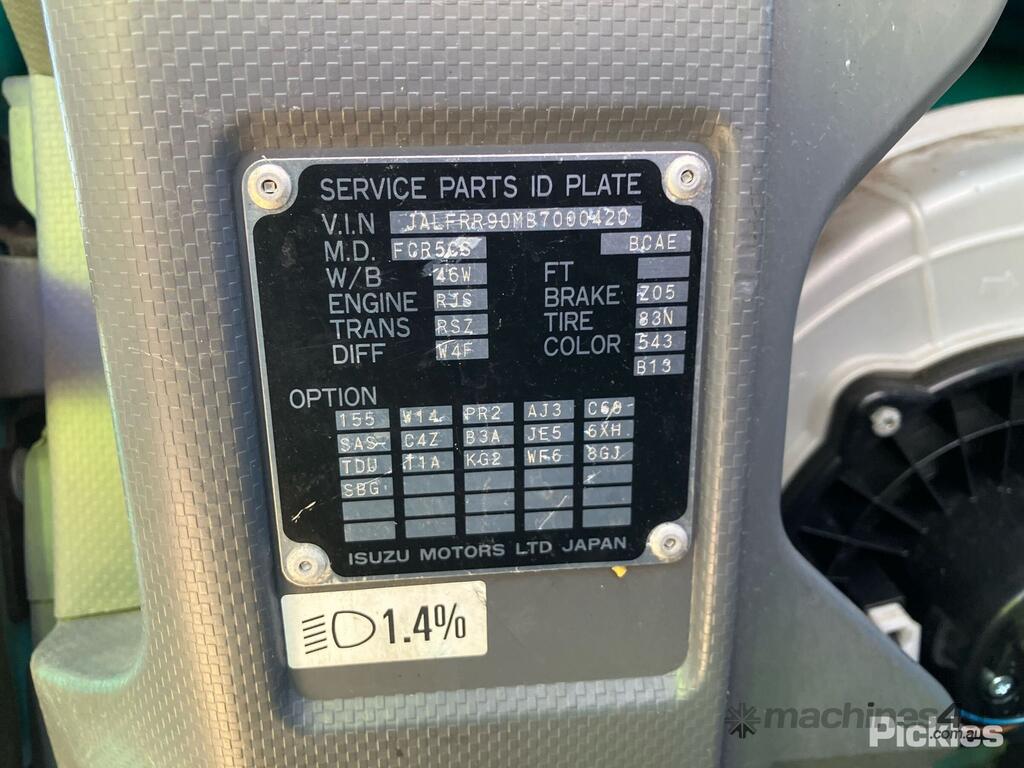 SERVICE PARTS ID PLATE
V.I.N JALFRR90MB7000420
M.D. FCR5CS BCAE
W/B 46W FT
ENGINE RJS BRAKE Z05
TRANS RSZ TIRE 83N
DIFF W4F COLOR 543
B13
OPTION
155 W14 PR2 AJ3 C60
SAS C4Z B3A JE5 6XH
TDU T1A KG2 WF6 8GJ
SBG
ISUZU MOTORS LTD JAPAN
1.4%
machines4
.com.au
Pickles